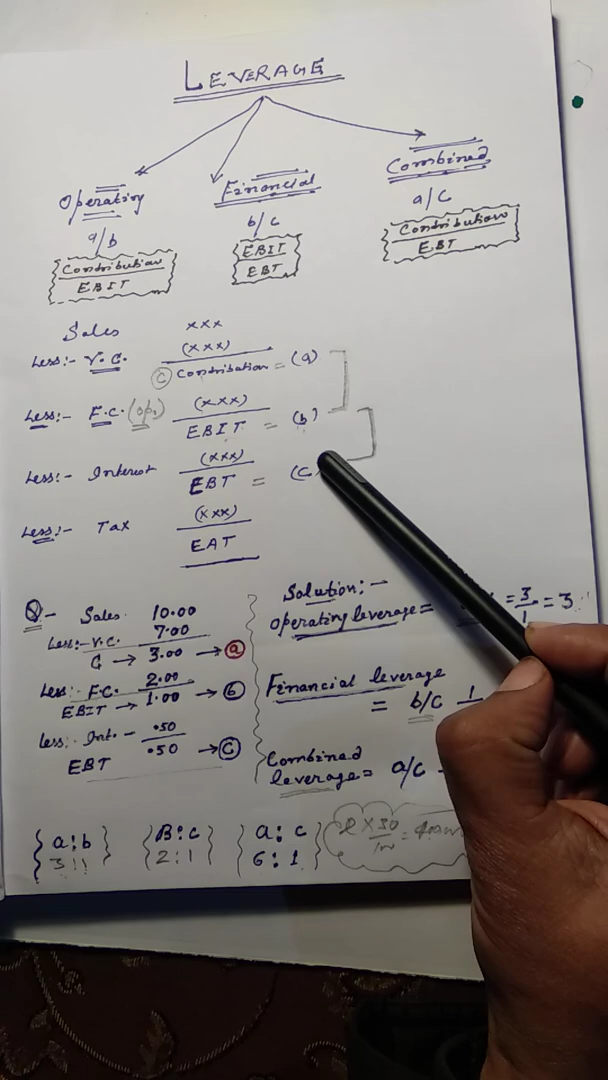 LEVERAGE
Operating
a/b
Contribution
EBIT
Financial
b/c
EBIT
EBT
Combined
a/c
Contribution
EBT
Sales xxx
Less:- V.C. (xxx)
C Contribution = (a)
Less:- F.C. (Op.) (xxx)
EBIT = (b)
Less:- Interest (xxx)
EBT = (c)
Less:- Tax (xxx)
EAT
Q- Sales 10.00
Less:- V.C. 7.00
C → 3.00 → a
Less:- F.C. 2.00
EBIT → 1.00 → b
Less:- Int. - .50
EBT .50 → c
Solution:-
Operating leverage = = 3/1 = 3
Financial leverage
= b/c 1
Combined
leverage = a/c
a:b
3:1
B:c
2:1
a:c
6:1